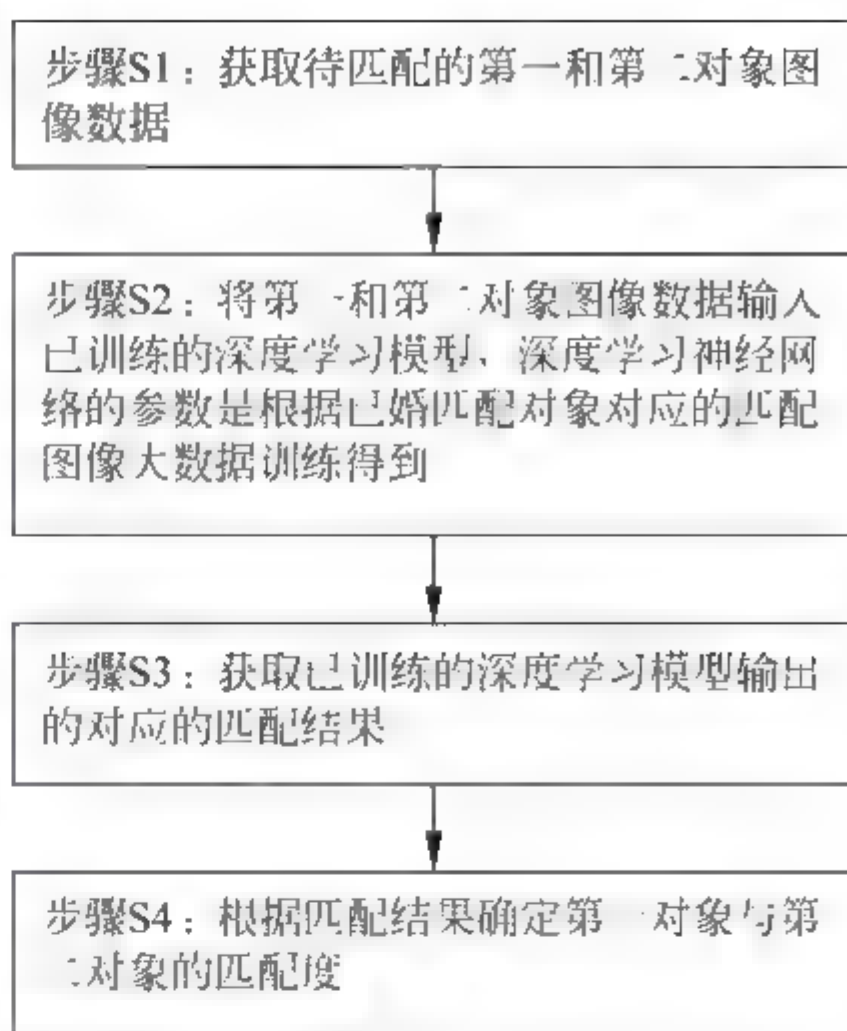 步骤S1：获取待匹配的第一和第二对象图
像数据
步骤S2：将第一和第二对象图像数据输入
已训练的深度学习模型，深度学习神经网
络的参数是根据已婚匹配对象对应的匹配
图像大数据训练得到
步骤S3：获取已训练的深度学习模型输出
的对应的匹配结果
步骤S4：根据匹配结果确定第一对象与第
二对象的匹配度